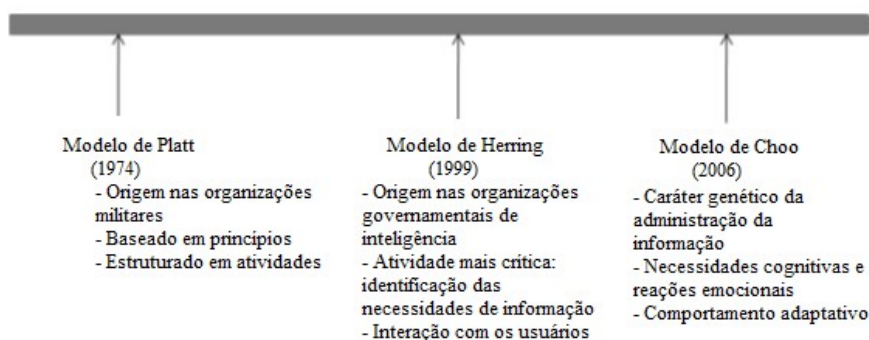 Modelo de Platt
(1974)
- Origem nas organizações
militares
- Baseado em princípios
- Estruturado em atividades
Modelo de Herring
(1999)
- Origem nas organizações
governamentais de
inteligência
- Atividade mais crítica:
identificação das
necessidades de informação
- Interação com os usuários
Modelo de Choo
(2006)
- Caráter genético da
administração da
informação
- Necessidades cognitivas e
reações emocionais
- Comportamento adaptativo